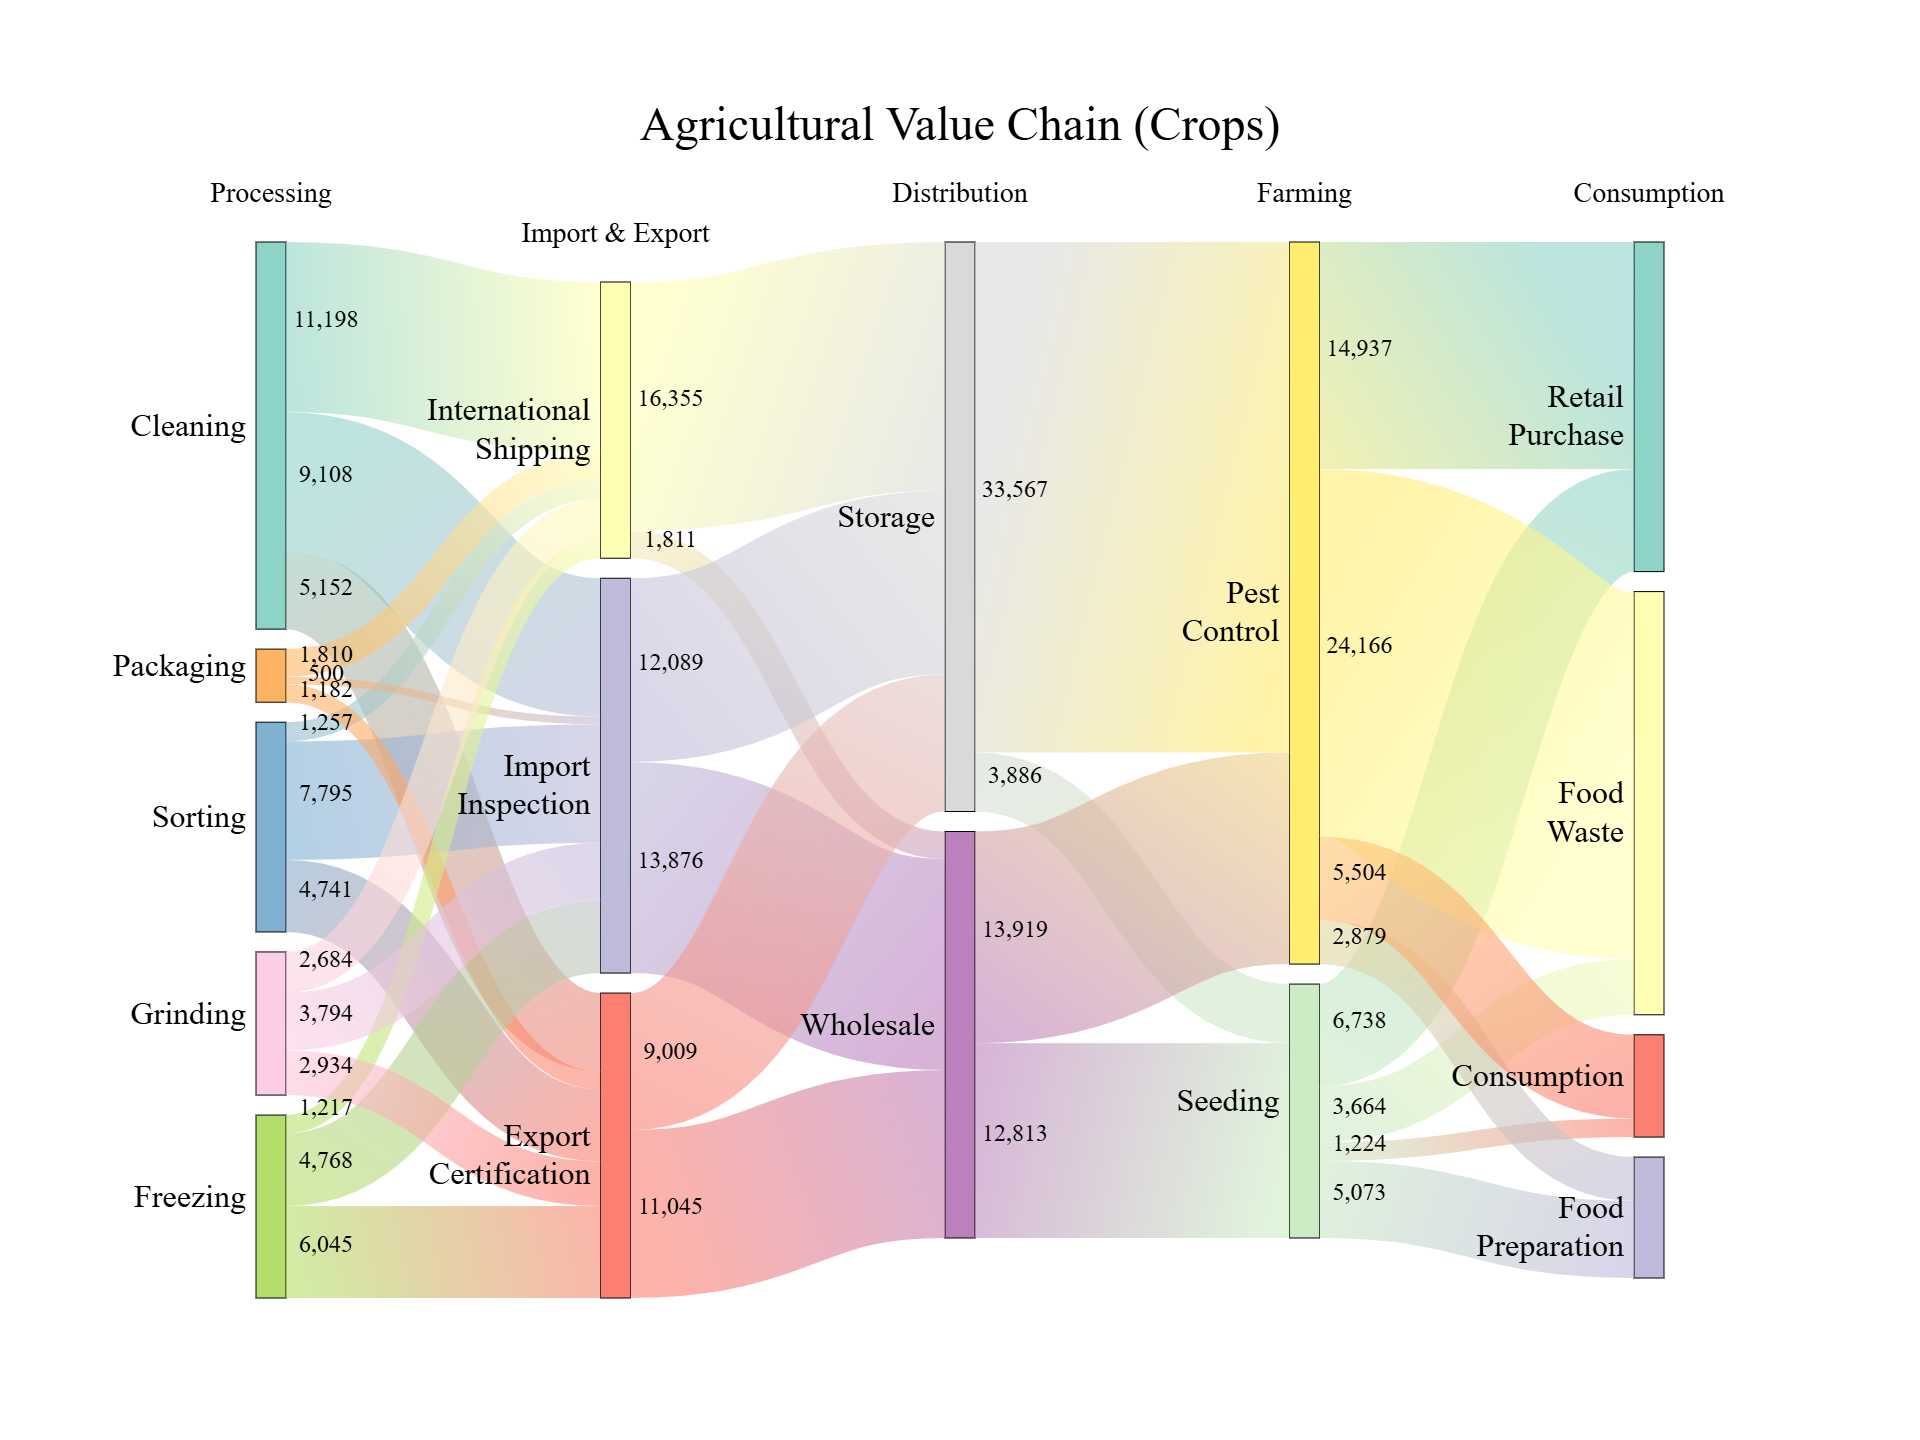 Agricultural Value Chain (Crops)
Processing
Import & Export
Distribution
Farming
Consumption
Cleaning
11,198
9,108
5,152
Packaging
1,810
500
1,182
Sorting
1,257
7,795
4,741
Grinding
2,684
3,794
2,934
Freezing
1,217
4,768
6,045
International
Shipping
16,355
1,811
Import
Inspection
12,089
13,876
Export
Certification
9,009
11,045
Storage
33,567
3,886
Wholesale
13,919
12,813
Pest
Control
14,937
24,166
5,504
2,879
Seeding
6,738
3,664
1,224
5,073
Retail
Purchase
Food
Waste
Consumption
Food
Preparation